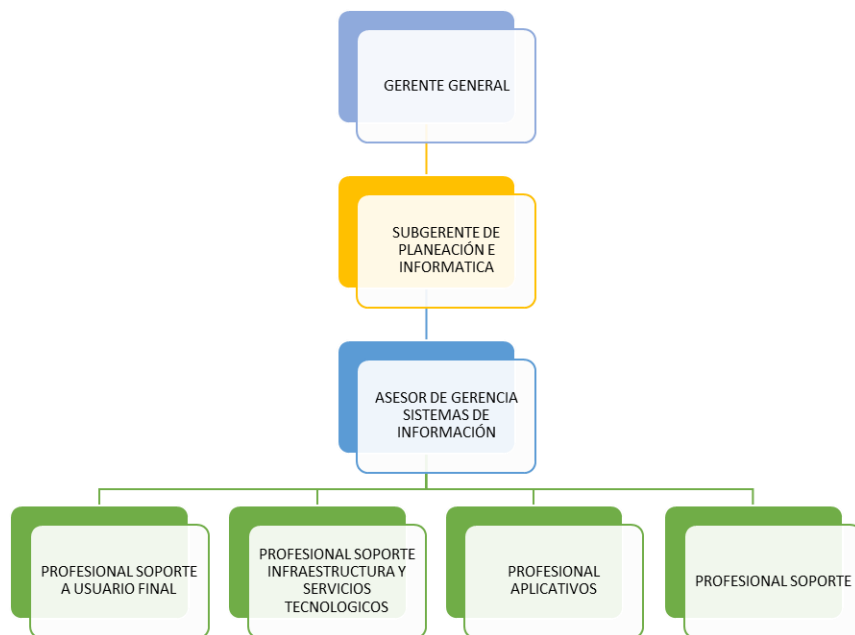 GERENTE GENERAL
SUBGERENTE DE
PLANEACIÓN E
INFORMATICA
ASESOR DE GERENCIA
SISTEMAS DE
INFORMACIÓN
PROFESIONAL SOPORTE
A USUARIO FINAL
PROFESIONAL SOPORTE
INFRAESTRUCTURA Y
SERVICIOS
TECNOLOGICOS
PROFESIONAL
APLICATIVOS
PROFESIONAL SOPORTE